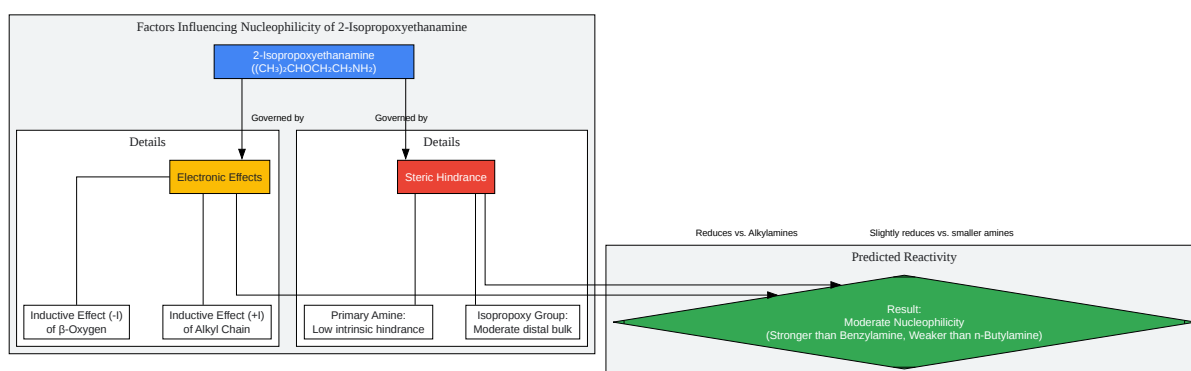 Factors Influencing Nucleophilicity of 2-Isopropoxyethanamine
2-Isopropoxyethanamine
((CH₃)₂CHOCH₂CH₂NH₂)
Governed by
Governed by
Details
Details
Electronic Effects
Steric Hindrance
Reduces vs. Alkylamines
Slightly reduces vs. smaller amines
Predicted Reactivity
Inductive Effect (-I)
of β-Oxygen
Inductive Effect (+I)
of Alkyl Chain
Primary Amine:
Low intrinsic hindrance
Isopropoxy Group:
Moderate distal bulk
Result:
Moderate Nucleophilicity
(Stronger than Benzylamine, Weaker than n-Butylamine)